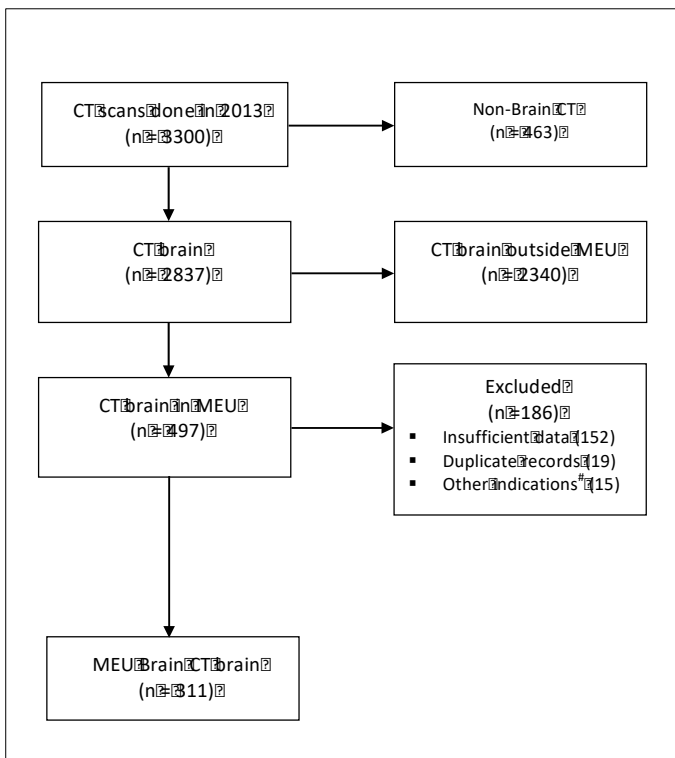 CT scans done in 2013
(n = 3300)
Non-Brain CT
(n = 463)
CT brain
(n = 2837)
CT brain outside MEU
(n = 2340)
CT brain in MEU
(n = 497)
Excluded
(n =186)
▪ Insufficient data (152)
▪ Duplicate records (19)
▪ Other indications# (15)
MEU Brain CT brain
(n = 311)